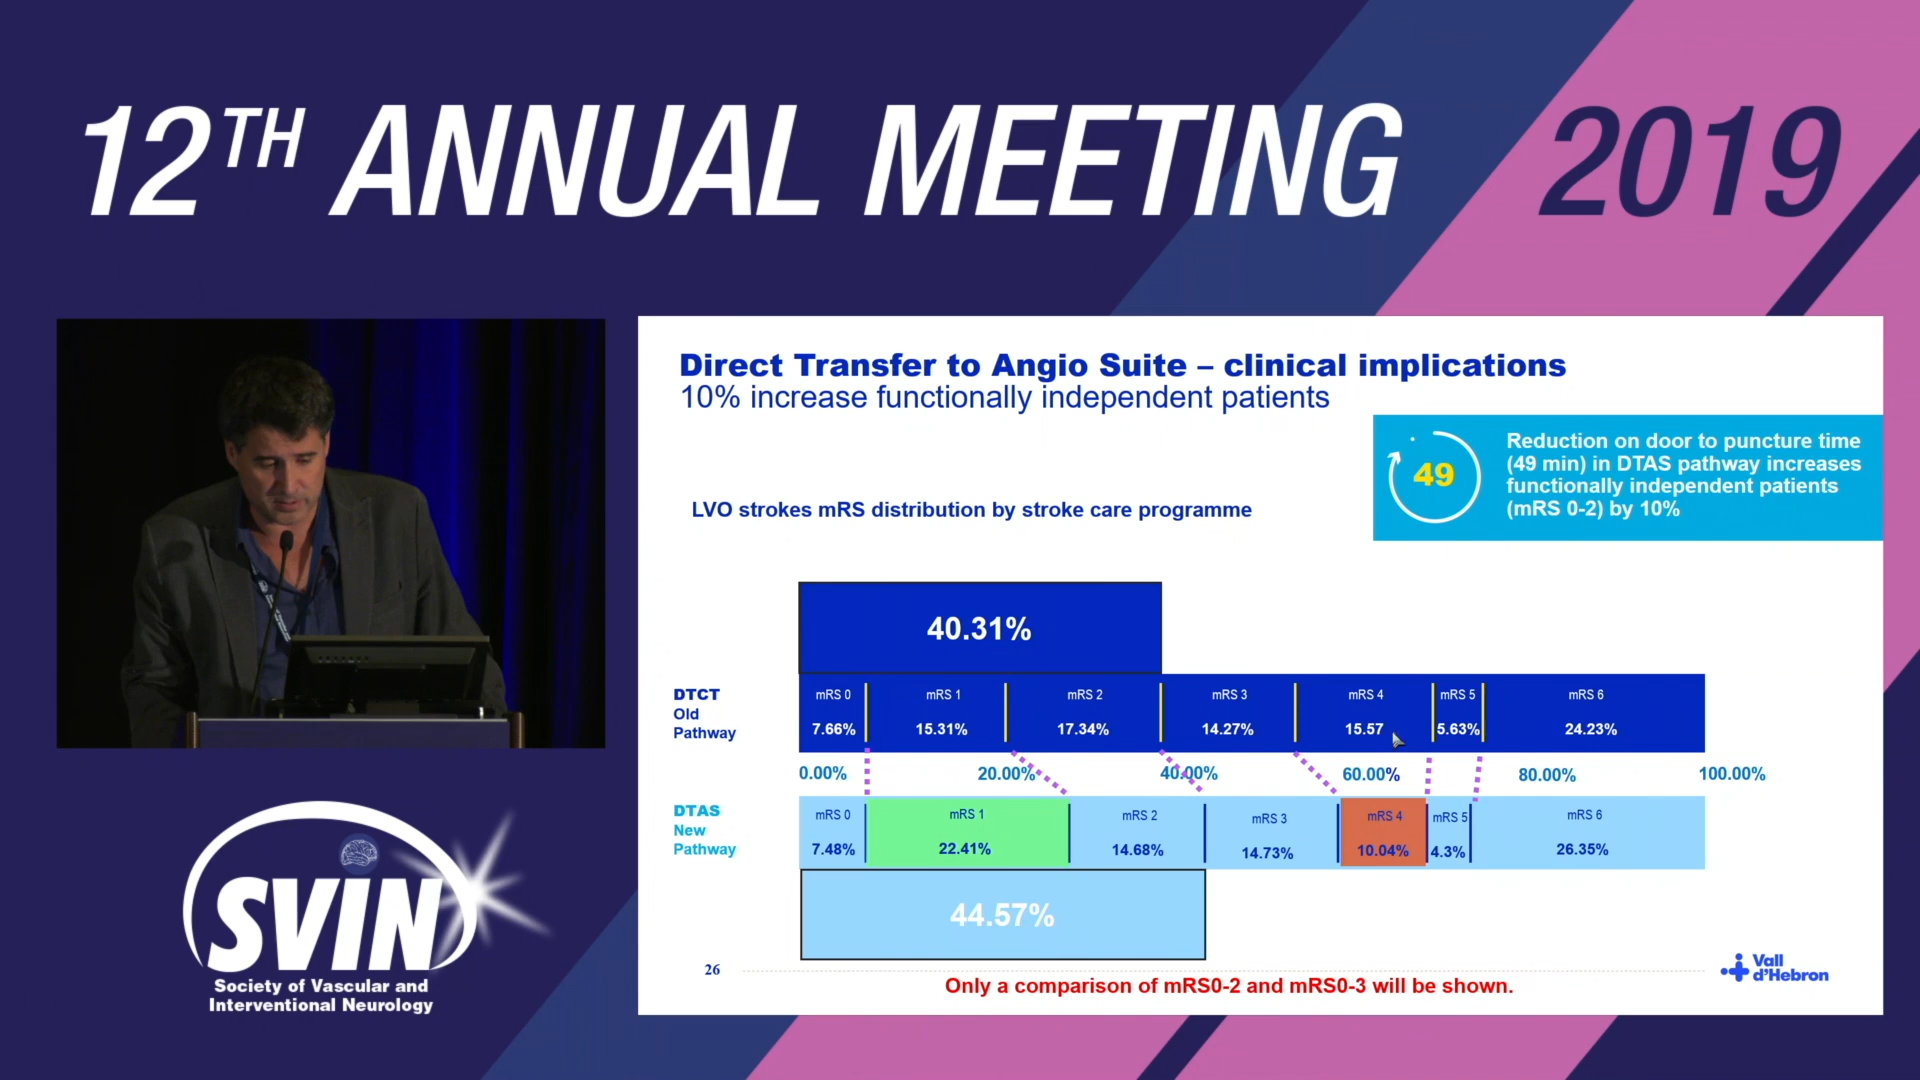 12TH ANNUAL MEETING 2019
Direct Transfer to Angio Suite – clinical implications
10% increase functionally independent patients
49
Reduction on door to puncture time
(49 min) in DTAS pathway increases
functionally independent patients
(mRS 0-2) by 10%
LVO strokes mRS distribution by stroke care programme
40.31%
DTCT
Old
Pathway
mRS 0 mRS 1 mRS 2 mRS 3 mRS 4 mRS 5 mRS 6
7.66% 15.31% 17.34% 14.27% 15.57 5.63% 24.23%
0.00% 20.00% 40.00% 60.00% 80.00% 100.00%
DTAS
New
Pathway
mRS 0 mRS 1 mRS 2 mRS 3 mRS 4 mRS 5 mRS 6
7.48% 22.41% 14.68% 14.73% 10.04% 4.3% 26.35%
44.57%
26
Only a comparison of mRS0-2 and mRS0-3 will be shown.
Vall
d'Hebron
SVIN
Society of Vascular and
Interventional Neurology